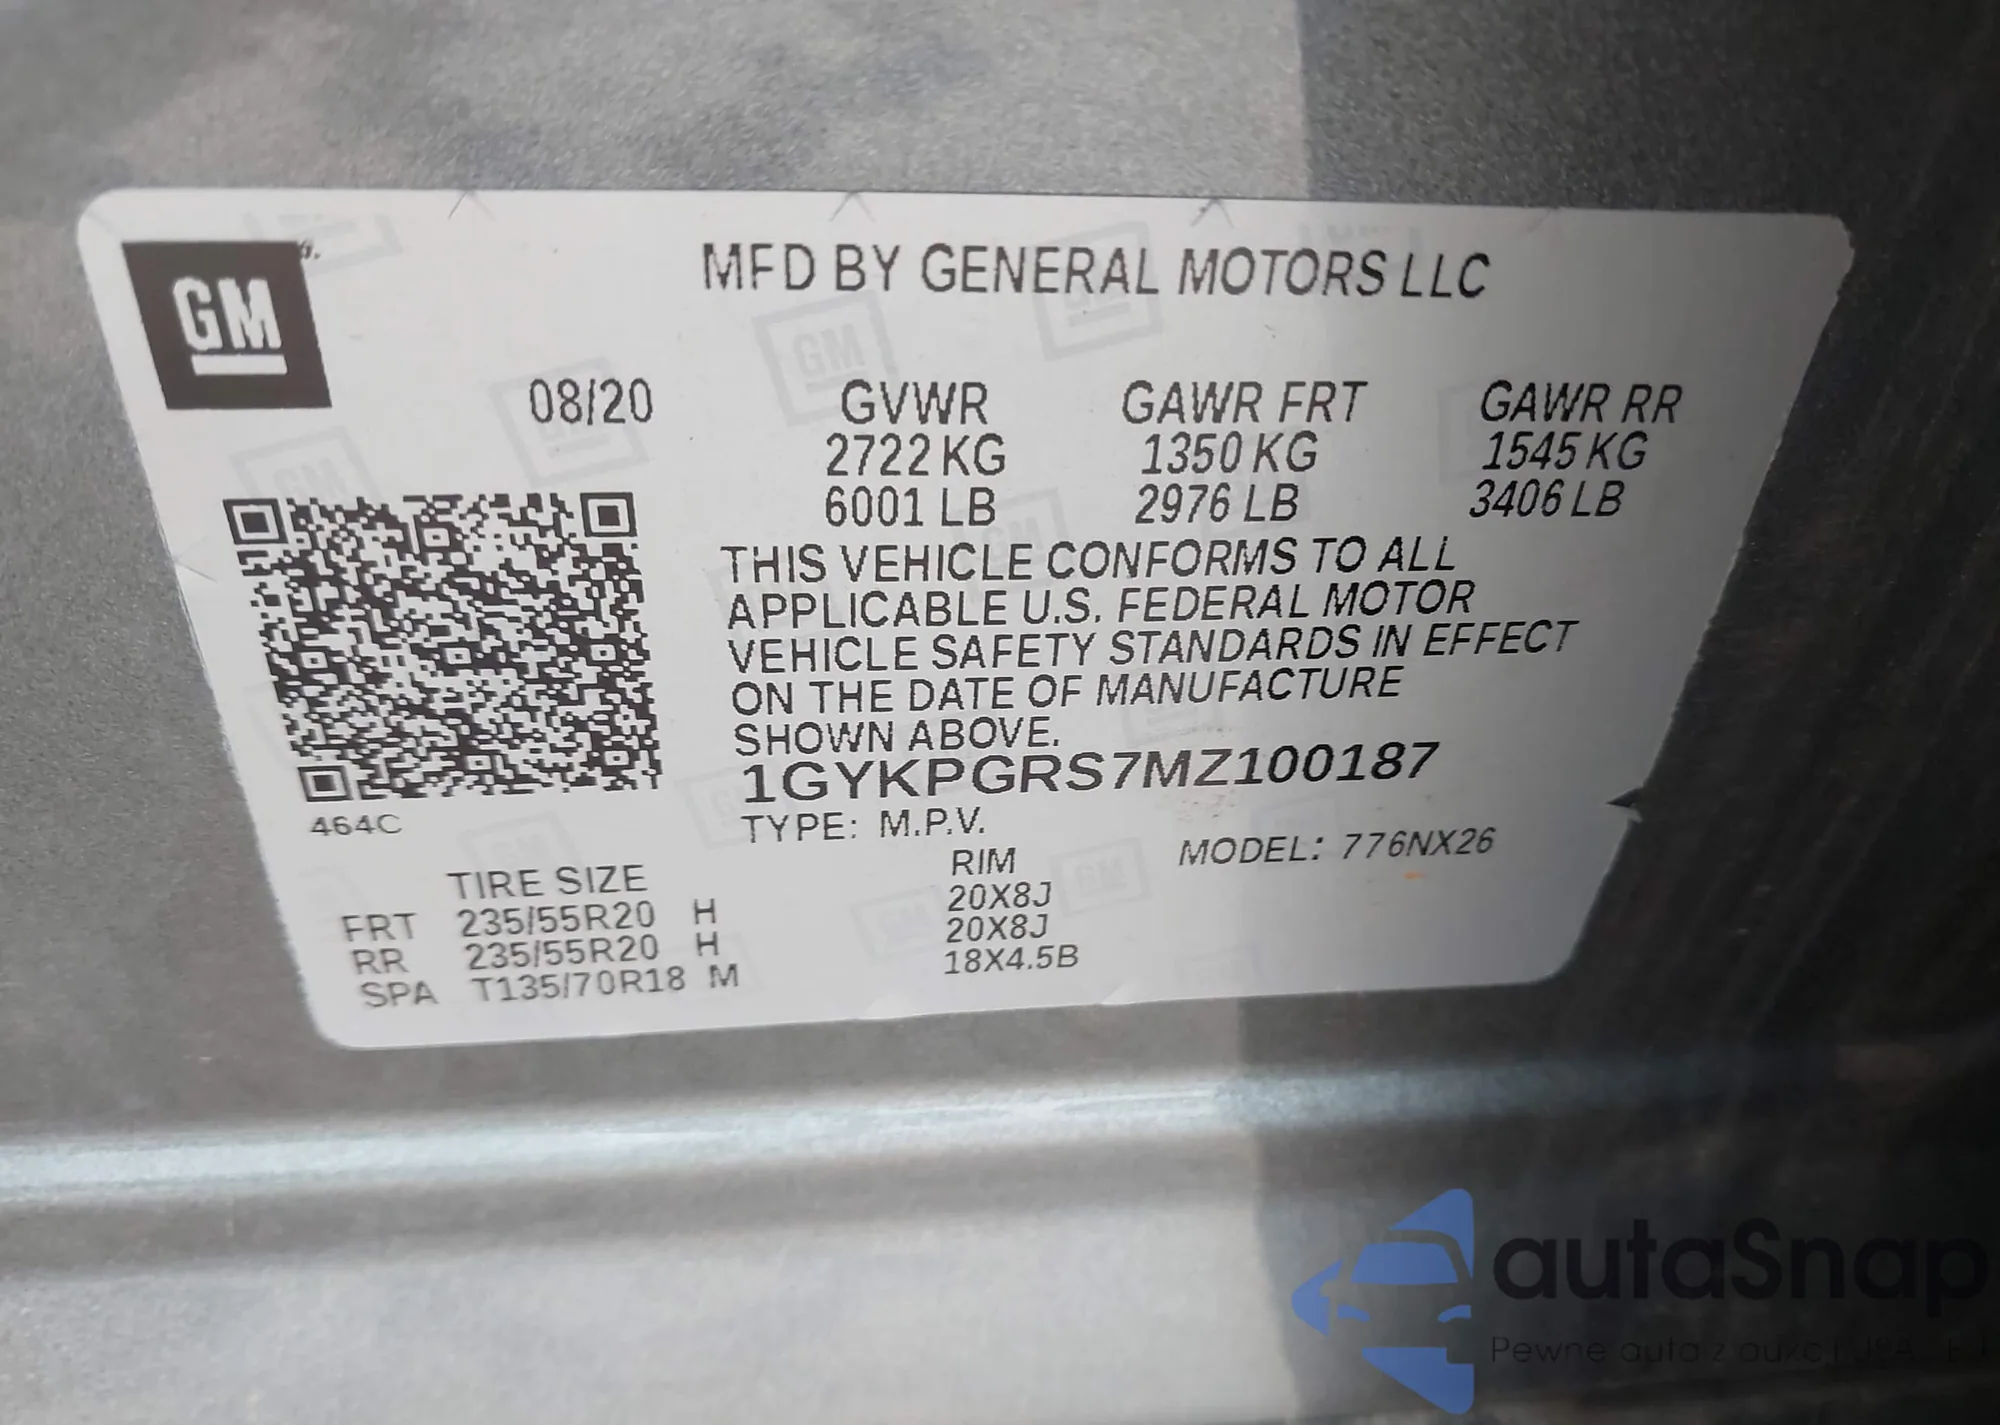 GM
MFD BY GENERAL MOTORS LLC
08/20 GVWR GAWR FRT GAWR RR
2722 KG 1350 KG 1545 KG
6001 LB 2976 LB 3406 LB
THIS VEHICLE CONFORMS TO ALL
APPLICABLE U.S. FEDERAL MOTOR
VEHICLE SAFETY STANDARDS IN EFFECT
ON THE DATE OF MANUFACTURE
SHOWN ABOVE.
1GYKPGRS7MZ100187
464C
TYPE: M.P.V. MODEL: 776NX26
TIRE SIZE RIM
FRT 235/55R20 H 20X8J
RR 235/55R20 H 20X8J
SPA T135/70R18 M 18X4.5B
autaSnap
Pewne auta z